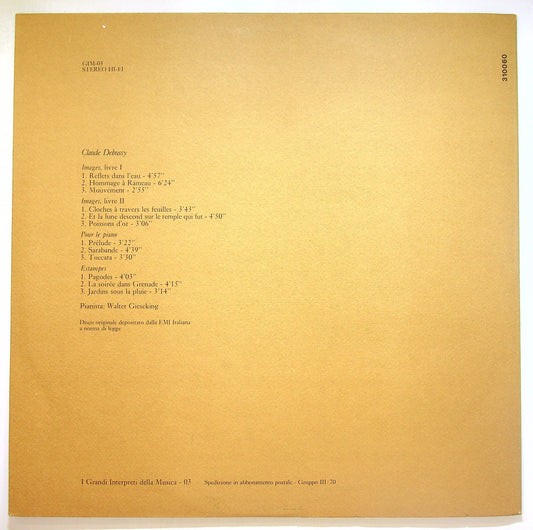 GIM-03
STEREO HI-FI
310060
Claude Debussy
Images, livre I
1. Reflets dans l'eau - 4'57''
2. Hommage à Rameau - 6'24''
3. Mouvement - 2'55''
Images, livre II
1. Cloches à travers les feuilles - 3'43''
2. Et la lune descend sur le temple qui fut - 4'50''
3. Poissons d'or - 3'06''
Pour le piano
1. Prélude - 3'22''
2. Sarabande - 4'39''
3. Toccata - 3'30''
Estampes
1. Pagodes - 4'03''
2. La soirée dans Grenade - 4'15''
3. Jardins sous la pluie - 3'14''
Pianista: Walter Gieseking
Disco originale depositato dalla EMI Italiana
a norma di legge
I Grandi Interpreti della Musica - 03 Spedizione in abbonamento postale - Gruppo III/70